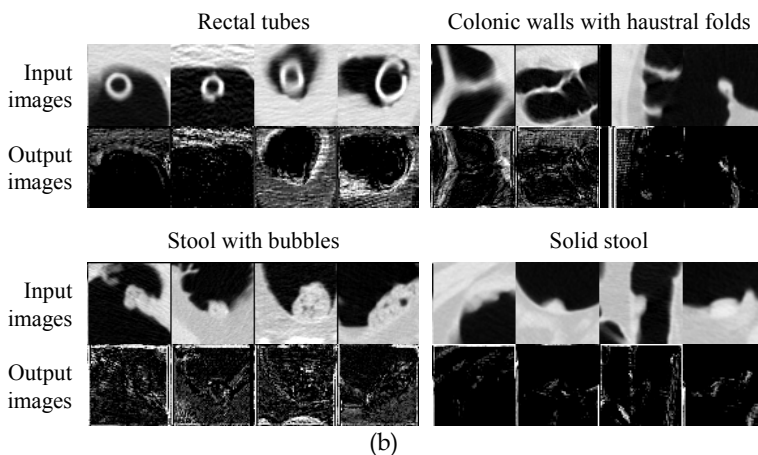 Rectal tubes
Colonic walls with haustral folds
Input
images
Output
images
Stool with bubbles
Solid stool
Input
images
Output
images
(b)